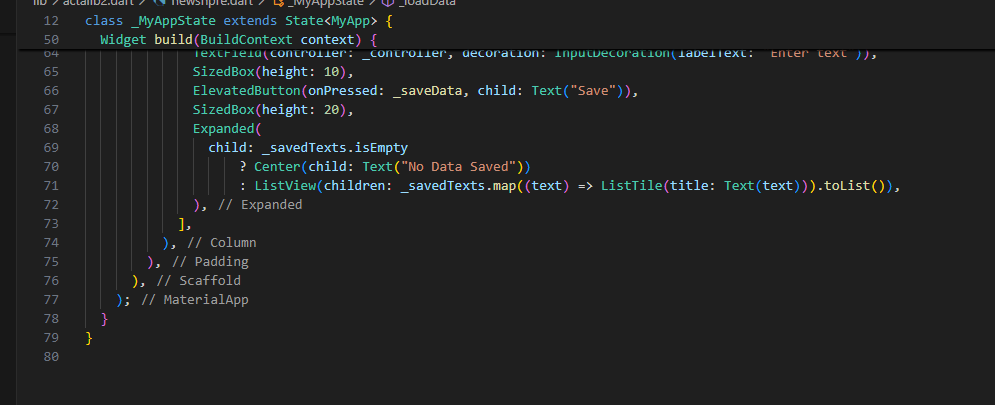 lib > actalib2.dart > newshpre.dart > _MyAppState > _loadData
12 class _MyAppState extends State<MyApp> {
50 Widget build(BuildContext context) {
64 TextField(controller: _controller, decoration: InputDecoration(labelText: "Enter text")),
65 SizedBox(height: 10),
66 ElevatedButton(onPressed: _saveData, child: Text("Save")),
67 SizedBox(height: 20),
68 Expanded(
69 child: _savedTexts.isEmpty
70 ? Center(child: Text("No Data Saved"))
71 : ListView(children: _savedTexts.map((text) => ListTile(title: Text(text))).toList()),
72 ), // Expanded
73 ],
74 ), // Column
75 ), // Padding
76 ), // Scaffold
77 ); // MaterialApp
78 }
79 }
80